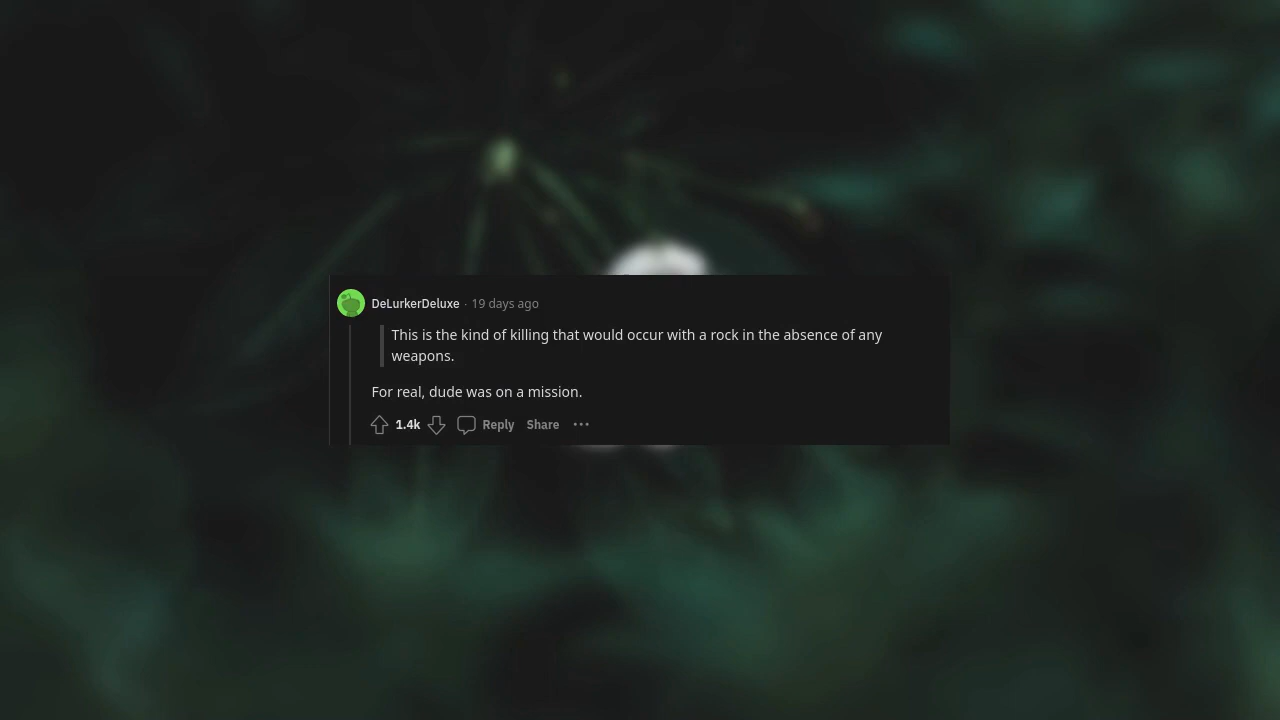 DeLurkerDeluxe · 19 days ago
This is the kind of killing that would occur with a rock in the absence of any
weapons.
For real, dude was on a mission.
1.4k Reply Share ···